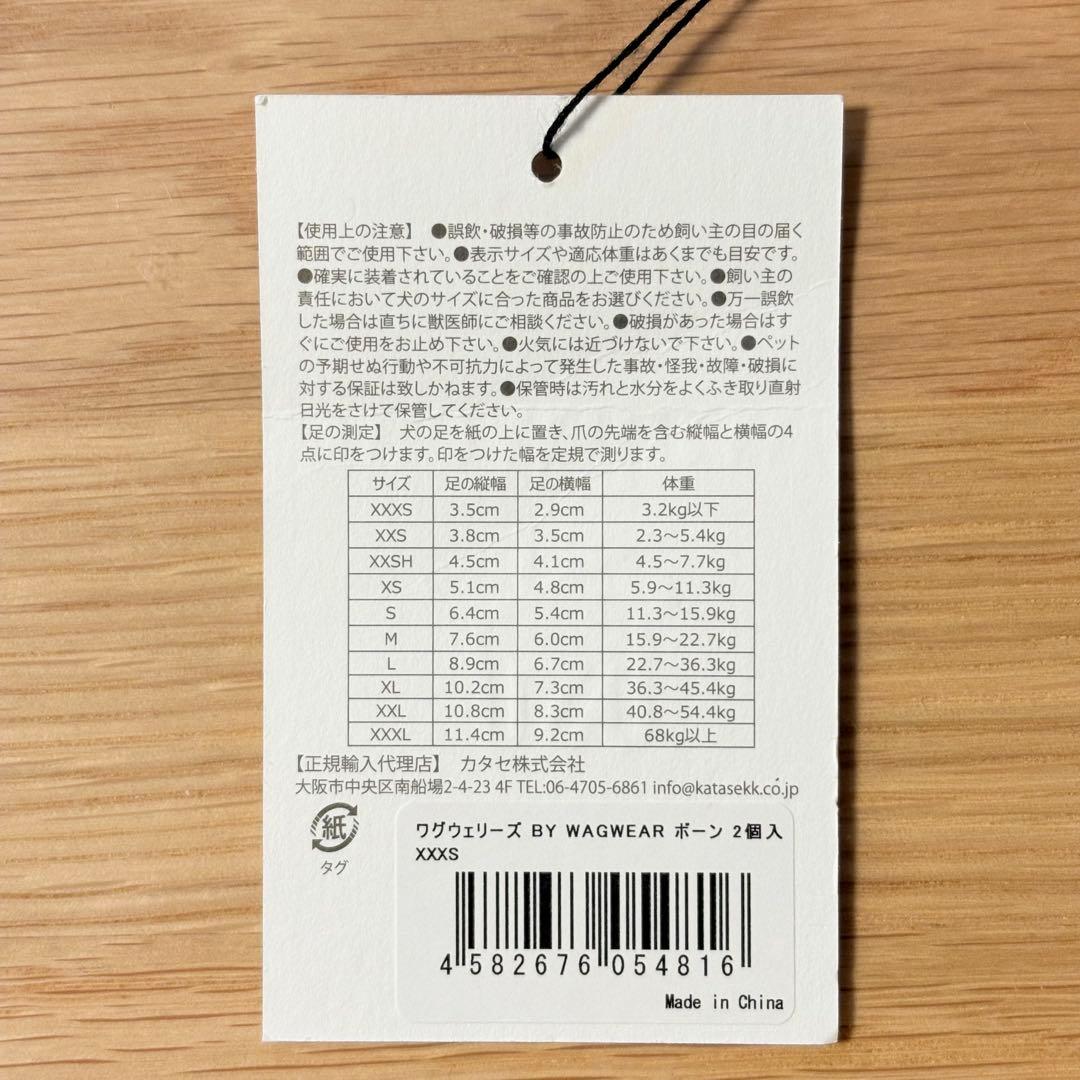 【使用上の注意】 ●誤飲・破損等の事故防止のため飼い主の目の届く
範囲でご使用下さい。●表示サイズや適応体重はあくまでも目安です。
●確実に装着されていることをご確認の上ご使用下さい。●飼い主の
責任において犬のサイズに合った商品をお選びください。●万一誤飲
した場合は直ちに獣医師にご相談ください。●破損があった場合はす
ぐにご使用をお止め下さい。●火気には近づけないで下さい。●ペット
の予期せぬ行動や不可抗力によって発生した事故・怪我・故障・破損に
対する保証は致しかねます。●保管時は汚れと水分をよくふき取り直射
日光をさけて保管してください。
【足の測定】 犬の足を紙の上に置き、爪の先端を含む縦幅と横幅の4
点に印をつけます。印をつけた幅を定規で測ります。
サイズ 足の縦幅 足の横幅 体重
XXXS 3.5cm 2.9cm 3.2kg以下
XXS 3.8cm 3.5cm 2.3〜5.4kg
XXSH 4.5cm 4.1cm 4.5〜7.7kg
XS 5.1cm 4.8cm 5.9〜11.3kg
S 6.4cm 5.4cm 11.3〜15.9kg
M 7.6cm 6.0cm 15.9〜22.7kg
L 8.9cm 6.7cm 22.7〜36.3kg
XL 10.2cm 7.3cm 36.3〜45.4kg
XXL 10.8cm 8.3cm 40.8〜54.4kg
XXXL 11.4cm 9.2cm 68kg以上
【正規輸入代理店】 カタセ株式会社
大阪市中央区南船場2-4-23 4F TEL:06-4705-6861 info@katasekk.co.jp
紙
タグ
ワグウェリーズ BY WAGWEAR ボーン 2個入
XXXS
4 582676 054816
Made in China